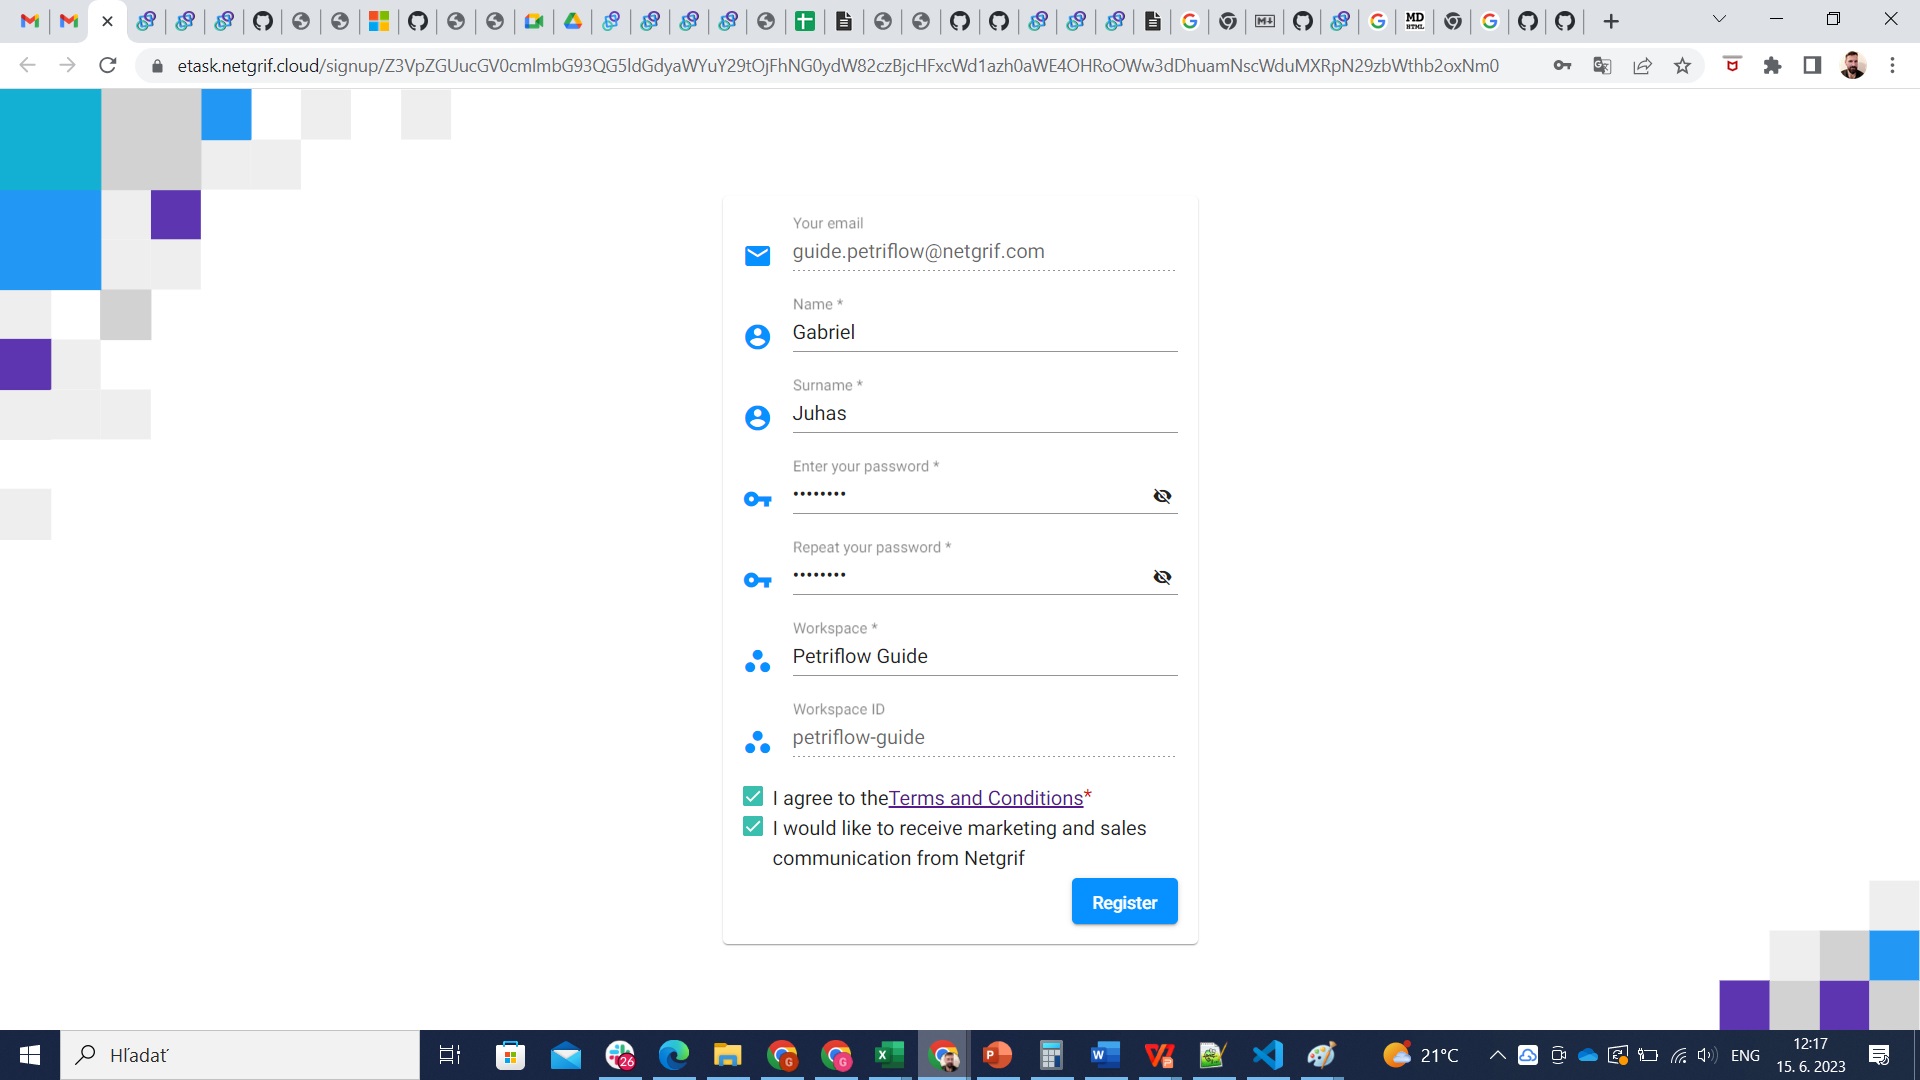 etask.netgrif.cloud/signup/Z3VpZGUucGV0cmlmbG93QG5ldGdyaWYuY29tOjFhNG0ydW82czBjcHFxcWd1azh0aWE4OHRoOWw3dDhuamNscWduMXRpN29zbWthb2oxNm0
Your email
guide.petriflow@netgrif.com
Name *
Gabriel
Surname *
Juhas
Enter your password *
••••••••
Repeat your password *
••••••••
Workspace *
Petriflow Guide
Workspace ID
petriflow-guide
I agree to theTerms and Conditions*
I would like to receive marketing and sales
communication from Netgrif
Register
Hľadať
26
21°C
ENG
12:17
15. 6. 2023